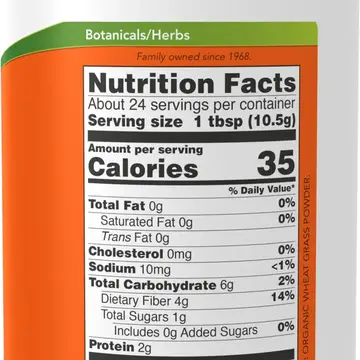 Botanicals/Herbs
Family owned since 1968.
Nutrition Facts
About 24 servings per container
Serving size 1 tbsp (10.5g)
Amount per serving
Calories 35
% Daily Value*
Total Fat 0g 0%
Saturated Fat 0g 0%
Trans Fat 0g
Cholesterol 0mg 0%
Sodium 10mg <1%
Total Carbohydrate 6g 2%
Dietary Fiber 4g 14%
Total Sugars 1g
Includes 0g Added Sugars 0%
Protein 2g
ORGANIC WHEAT GRASS POWDER.